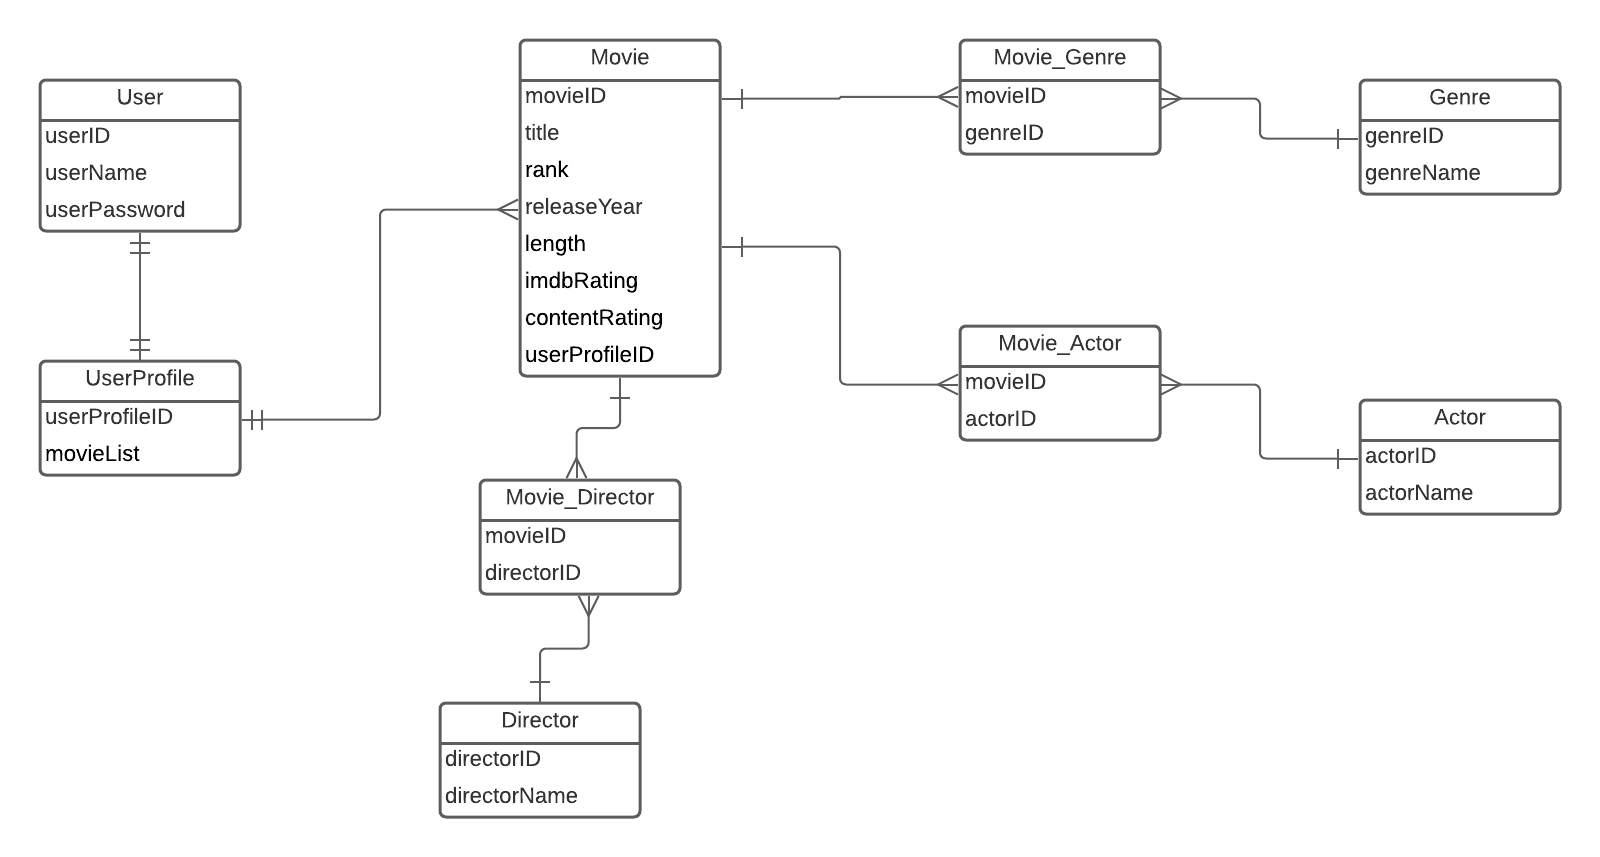 User
userID
userName
userPassword
UserProfile
userProfileID
movieList
Movie
movieID
title
rank
releaseYear
length
imdbRating
contentRating
userProfileID
Movie_Director
movieID
directorID
Director
directorID
directorName
Movie_Genre
movieID
genreID
Genre
genreID
genreName
Movie_Actor
movieID
actorID
Actor
actorID
actorName